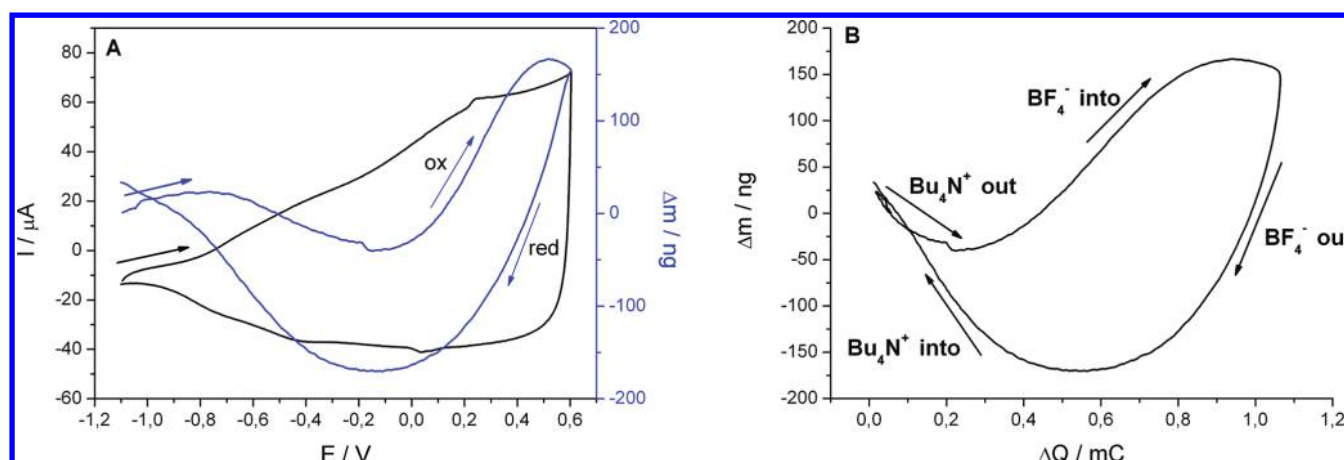 A
80
60
40
20
0
-20
-40
-60
I / μA
-1,2 -1,0 -0,8 -0,6 -0,4 -0,2 0,0 0,2 0,4 0,6
E / V
200
100
0
-100
-200
Δm / ng
ox
red
B
200
150
100
50
0
-50
-100
-150
-200
Δm / ng
0,0 0,2 0,4 0,6 0,8 1,0 1,2
ΔQ / mC
BF₄⁻ into
Bu₄N⁺ out
BF₄⁻ ou
Bu₄N⁺ into